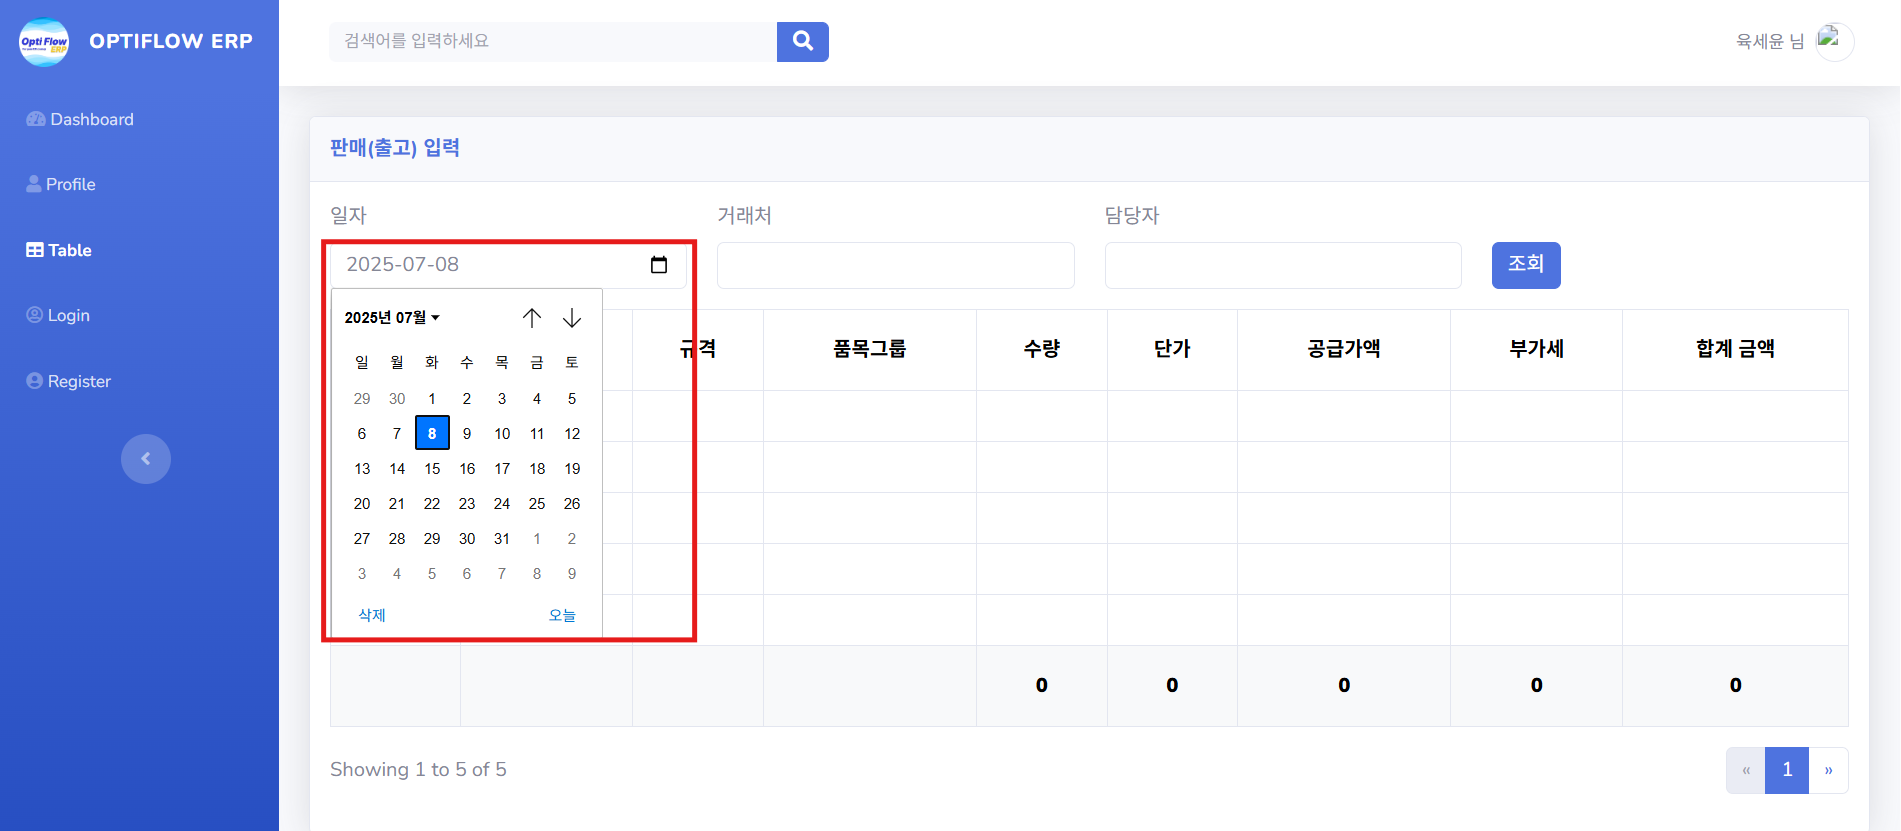 Opti Flow
ERP
OPTIFLOW ERP
검색어를 입력하세요
육세윤 님
Dashboard
Profile
Table
Login
Register
판매(출고) 입력
일자
거래처
담당자
2025-07-08
조회
2025년 07월
일 월 화 수 목 금 토
29 30 1 2 3 4 5
6 7 8 9 10 11 12
13 14 15 16 17 18 19
20 21 22 23 24 25 26
27 28 29 30 31 1 2
3 4 5 6 7 8 9
삭제 오늘
규격 품목그룹 수량 단가 공급가액 부가세 합계 금액
0 0 0 0 0
Showing 1 to 5 of 5
« 1 »